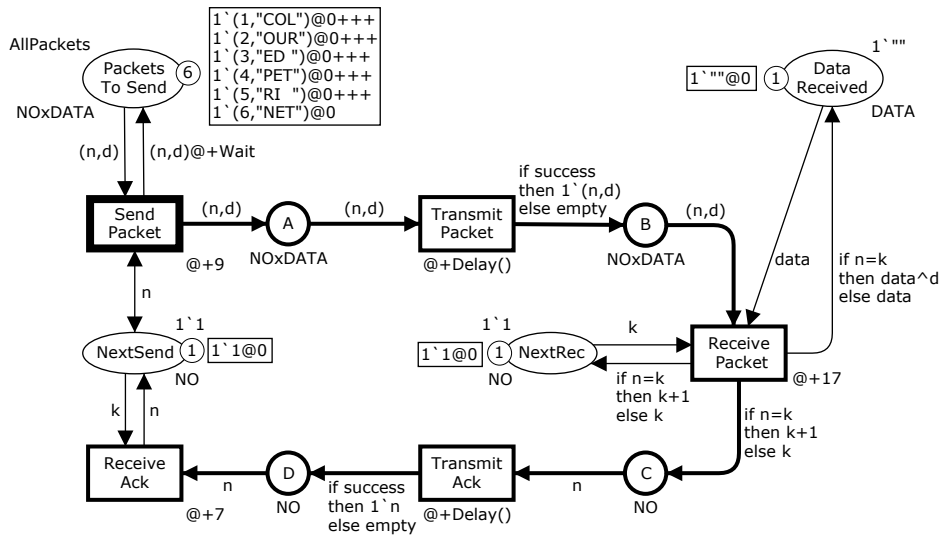 1`(1,"COL")@0+++
1`(2,"OUR")@0+++
1`(3,"ED ")@0+++
1`(4,"PET")@0+++
1`(5,"RI  ")@0+++
1`(6,"NET")@0
AllPackets
Packets
To Send
6
NOxDATA
1`""
1`""@0
1
Data
Received
DATA
(n,d)
(n,d)@+Wait
Send
Packet
@+9
(n,d)
A
NOxDATA
(n,d)
Transmit
Packet
@+Delay()
if success
then 1`(n,d)
else empty
B
NOxDATA
(n,d)
data
if n=k
then data^d
else data
n
1`1
NextSend
1
1`1@0
NO
1`1
1`1@0
1
NextRec
NO
k
if n=k
then k+1
else k
Receive
Packet
@+17
if n=k
then k+1
else k
k
n
Receive
Ack
@+7
n
D
NO
if success
then 1`n
else empty
Transmit
Ack
@+Delay()
n
C
NO